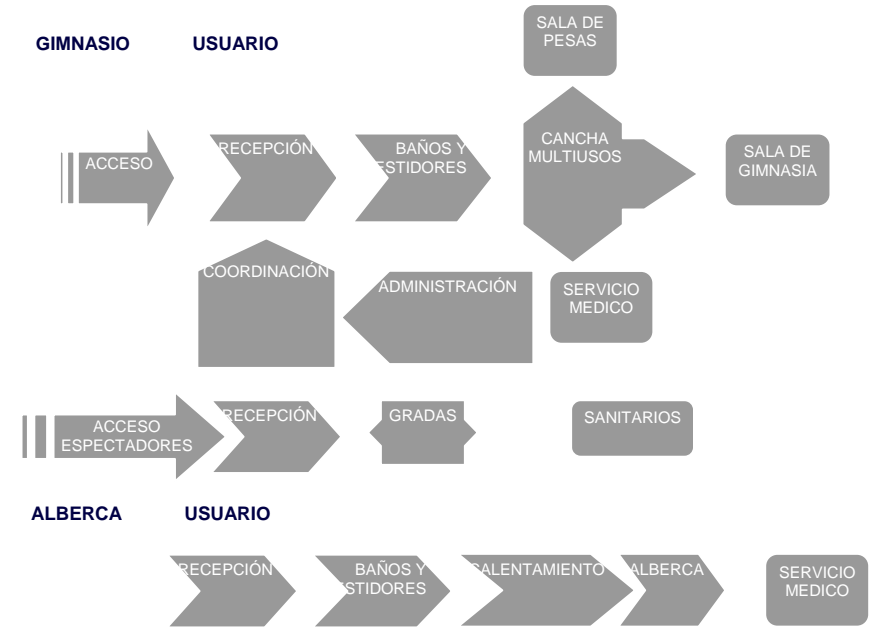 GIMNASIO USUARIO
SALA DE
PESAS
ACCESO
RECEPCIÓN
BAÑOS Y
ESTIDORES
CANCHA
MULTIUSOS
SALA DE
GIMNASIA
COORDINACIÓN
ADMINISTRACIÓN
SERVICIO
MEDICO
ACCESO
ESPECTADORES
RECEPCIÓN
GRADAS
SANITARIOS
ALBERCA USUARIO
RECEPCIÓN
BAÑOS Y
ESTIDORES
CALENTAMIENTO
ALBERCA
SERVICIO
MEDICO